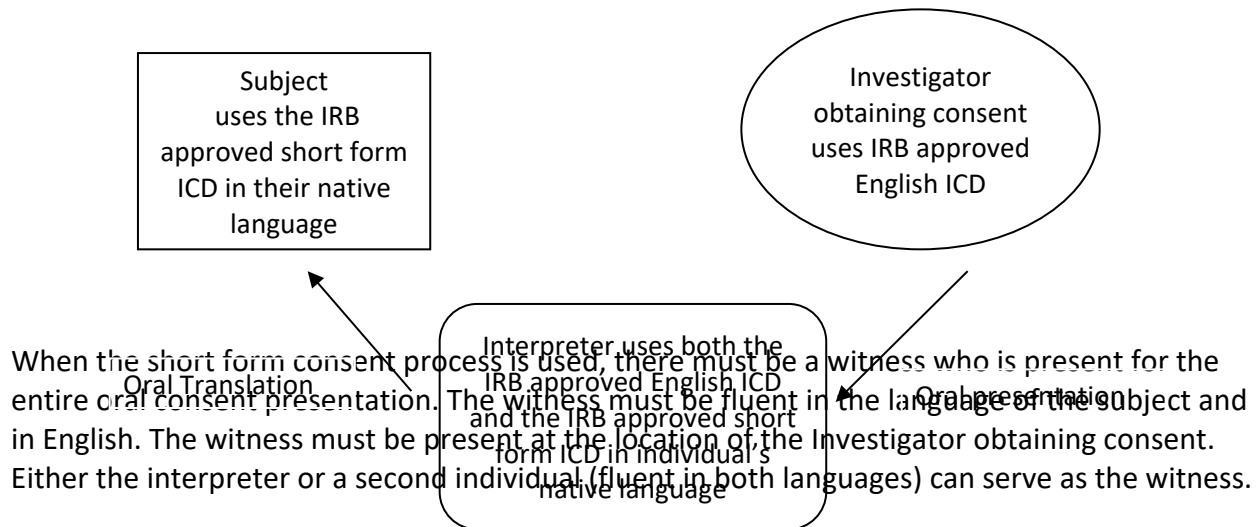 Subject
uses the IRB
approved short form
ICD in their native
language
Investigator
obtaining consent
uses IRB approved
English ICD
Interpreter uses both the
IRB approved English ICD
and the IRB approved short
form ICD in individual's
native language
Oral Translation
Oral presentation
When the short form consent process is used, there must be a witness who is present for the
entire oral consent presentation. The witness must be fluent in the language of the subject and
in English. The witness must be present at the location of the Investigator obtaining consent.
Either the interpreter or a second individual (fluent in both languages) can serve as the witness.